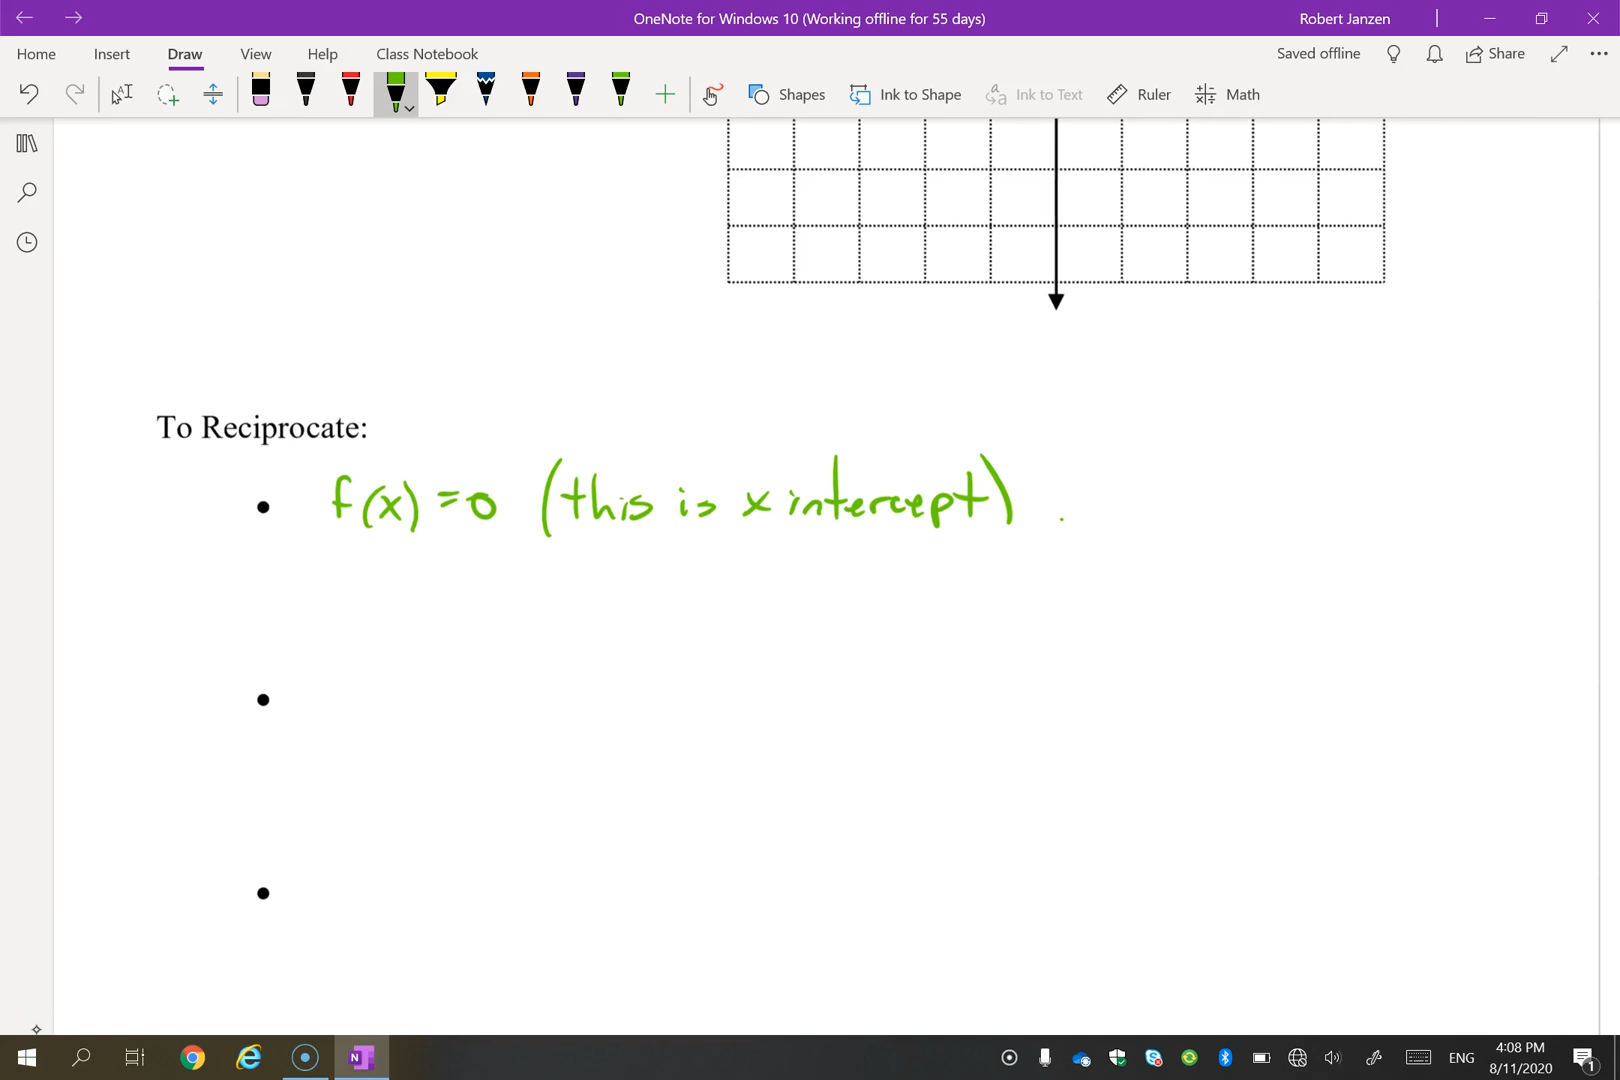 OneNote for Windows 10 (Working offline for 55 days)
Robert Janzen
Home Insert Draw View Help Class Notebook
Saved offline Share
Shapes Ink to Shape Ink to Text Ruler Math
To Reciprocate:
• f(x) = 0 (this is x intercept) .
•
•
ENG
4:08 PM
8/11/2020
1